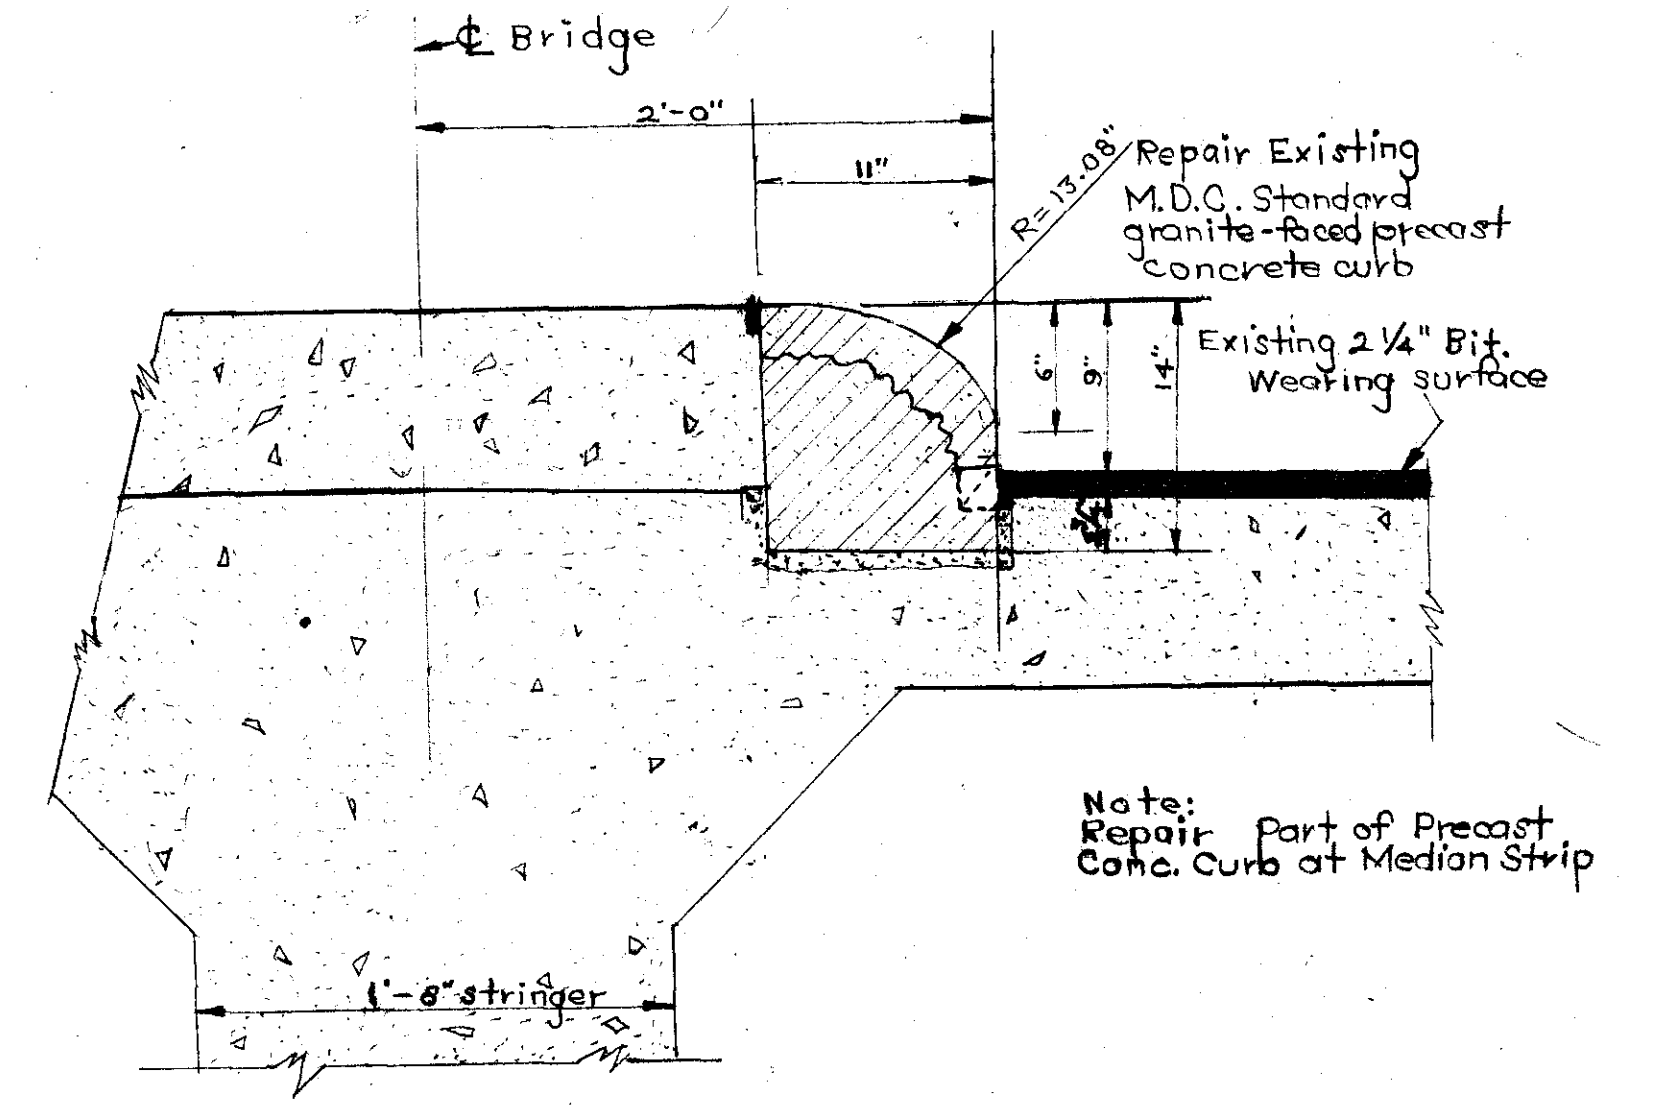 ℄ Bridge
2'-0"
11"
R=13.08"
Repair Existing
M.D.C. Standard
granite-faced precast
concrete curb
6"
9"
14"
Existing 2 1/4" Bit.
Wearing surface
Note:
Repair Part of Precast
Conc. Curb at Median Strip
1'-8" stringer